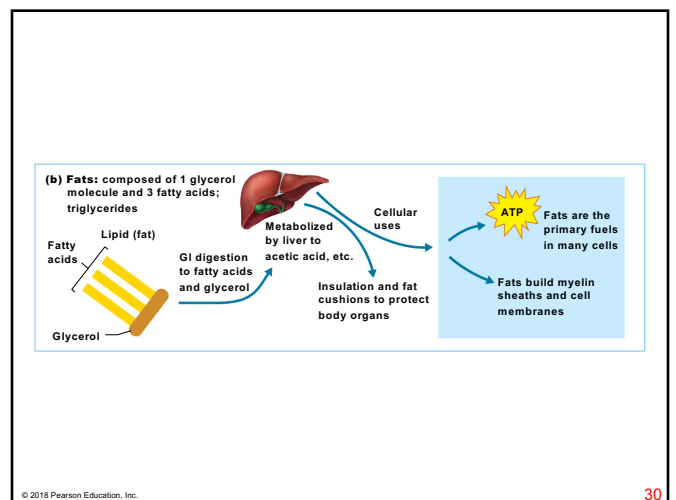 (b) Fats: composed of 1 glycerol
molecule and 3 fatty acids;
triglycerides
Lipid (fat)
Fatty
acids
Glycerol
GI digestion
to fatty acids
and glycerol
Metabolized
by liver to
acetic acid, etc.
Insulation and fat
cushions to protect
body organs
Cellular
uses
ATP
Fats are the
primary fuels
in many cells
Fats build myelin
sheaths and cell
membranes
© 2018 Pearson Education, Inc.
30